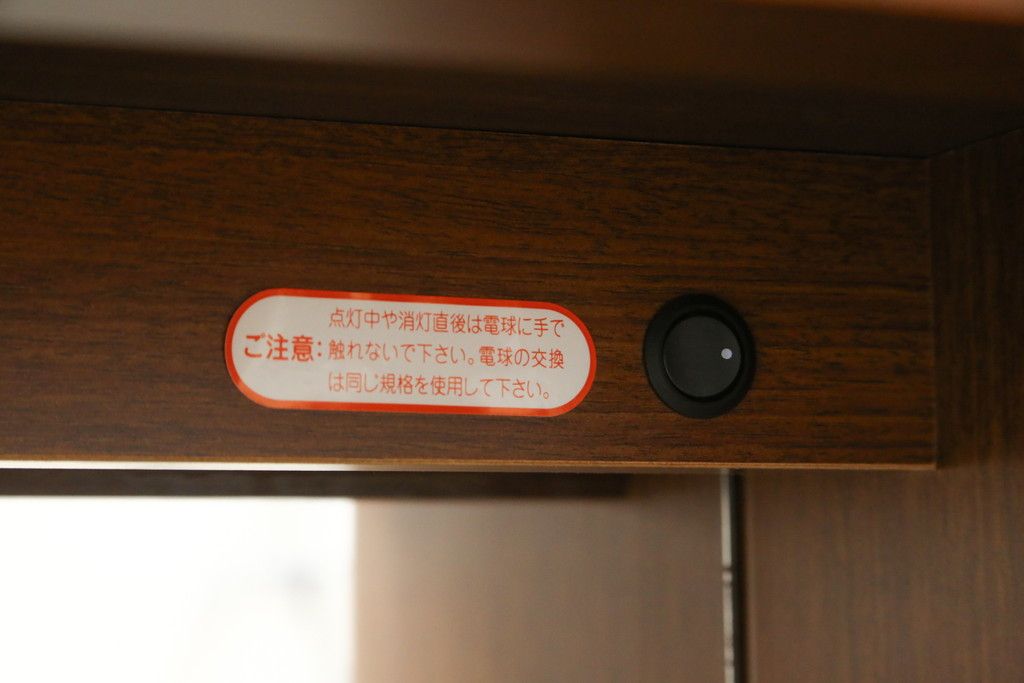 ご注意:
点灯中や消灯直後は電球に手で
触れないで下さい。電球の交換
は同じ規格を使用して下さい。